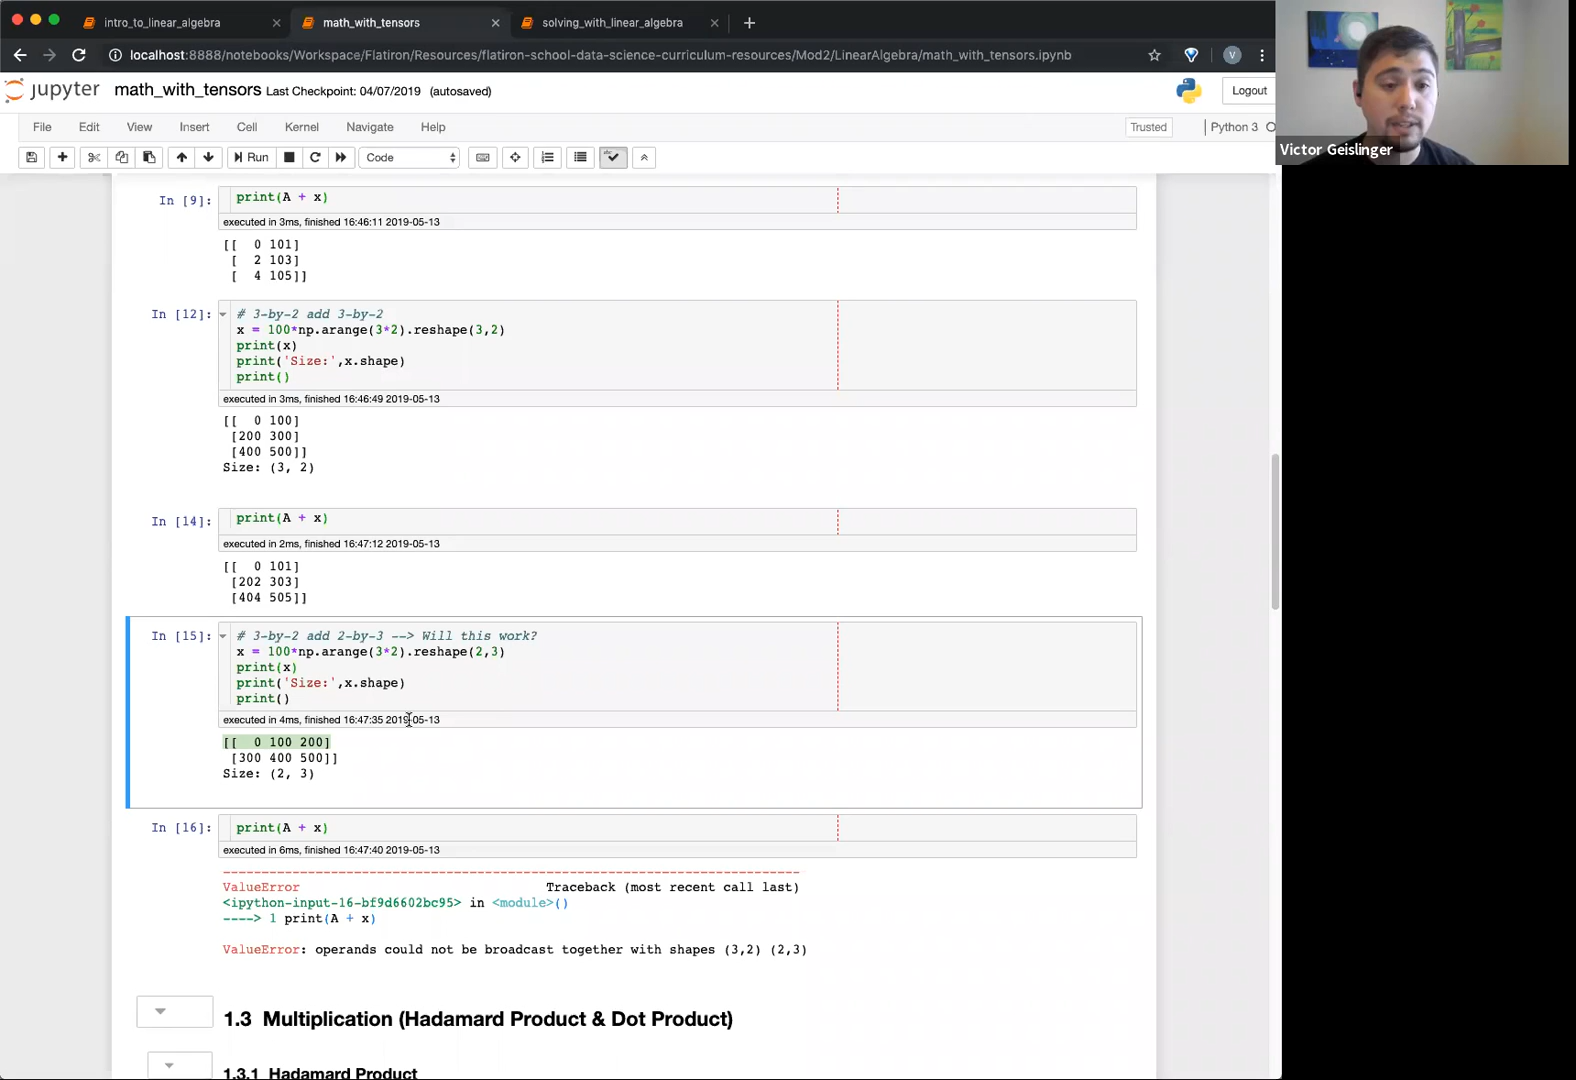 intro_to_linear_algebra
math_with_tensors
solving_with_linear_algebra
localhost:8888/notebooks/Workspace/Flatiron/Resources/flatiron-school-data-science-curriculum-resources/Mod2/LinearAlgebra/math_with_tensors.ipynb
V
jupyter math_with_tensors Last Checkpoint: 04/07/2019 (autosaved)
Logout
File Edit View Insert Cell Kernel Navigate Help
Trusted
Python 3
Run
Code
Victor Geislinger
In [9]: print(A + x)
executed in 3ms, finished 16:46:11 2019-05-13
[[  0 101]
[  2 103]
[  4 105]]
In [12]: # 3-by-2 add 3-by-2
x = 100*np.arange(3*2).reshape(3,2)
print(x)
print('Size:',x.shape)
print()
executed in 3ms, finished 16:46:49 2019-05-13
[[  0 100]
[200 300]
[400 500]]
Size: (3, 2)
In [14]: print(A + x)
executed in 2ms, finished 16:47:12 2019-05-13
[[  0 101]
[202 303]
[404 505]]
In [15]: # 3-by-2 add 2-by-3 --> Will this work?
x = 100*np.arange(3*2).reshape(2,3)
print(x)
print('Size:',x.shape)
print()
executed in 4ms, finished 16:47:35 2019-05-13
[[  0 100 200]
[300 400 500]]
Size: (2, 3)
In [16]: print(A + x)
executed in 6ms, finished 16:47:40 2019-05-13
---------------------------------------------------------------------------
ValueError                                Traceback (most recent call last)
<ipython-input-16-bf9d6602bc95> in <module>()
----> 1 print(A + x)
ValueError: operands could not be broadcast together with shapes (3,2) (2,3)
1.3 Multiplication (Hadamard Product & Dot Product)
1.3.1 Hadamard Product